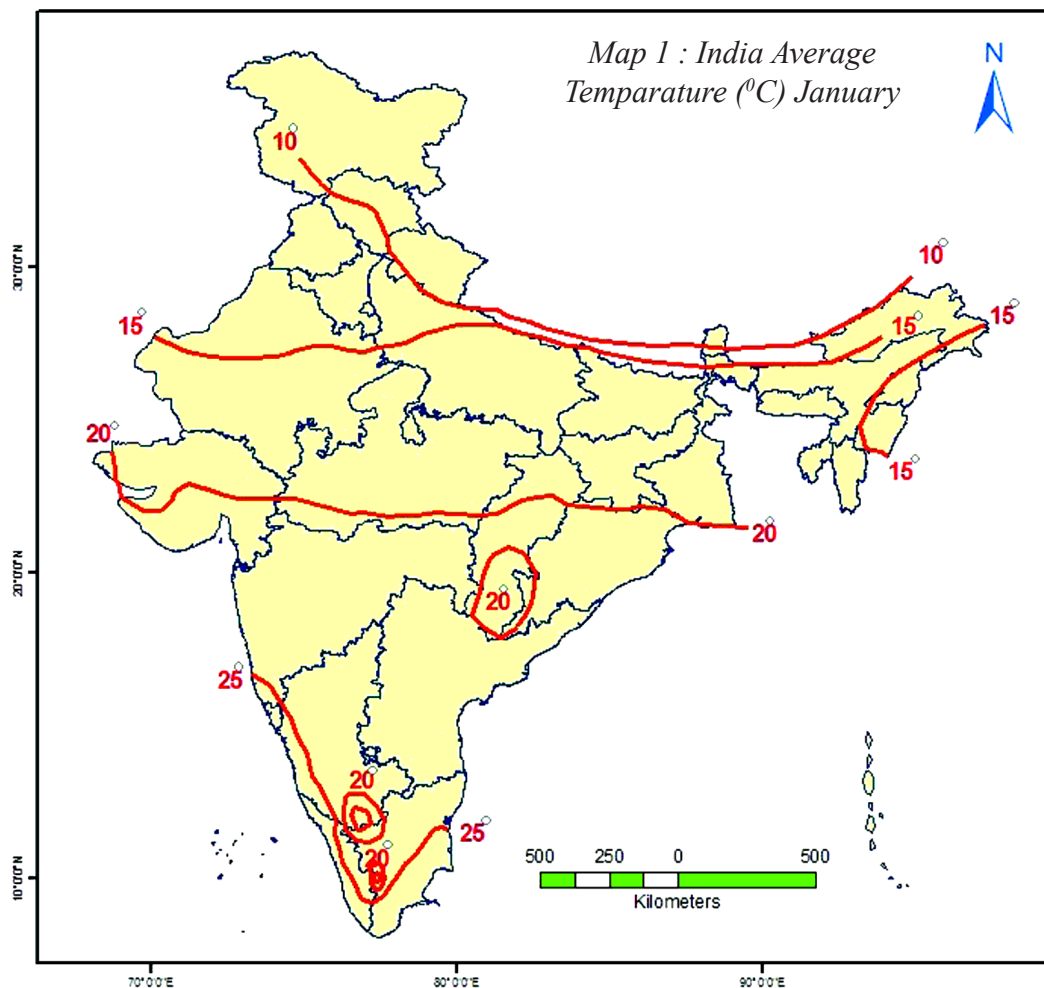 Map 1 : India Average
Temparature (⁰C) January
N
10°
10°
15°
15°
15°
20°
15°
20°
20°
25°
20°
25°
20°
500 250 0 500
Kilometers
30°0'0"N
20°0'0"N
10°0'0"N
70°0'0"E 80°0'0"E 90°0'0"E